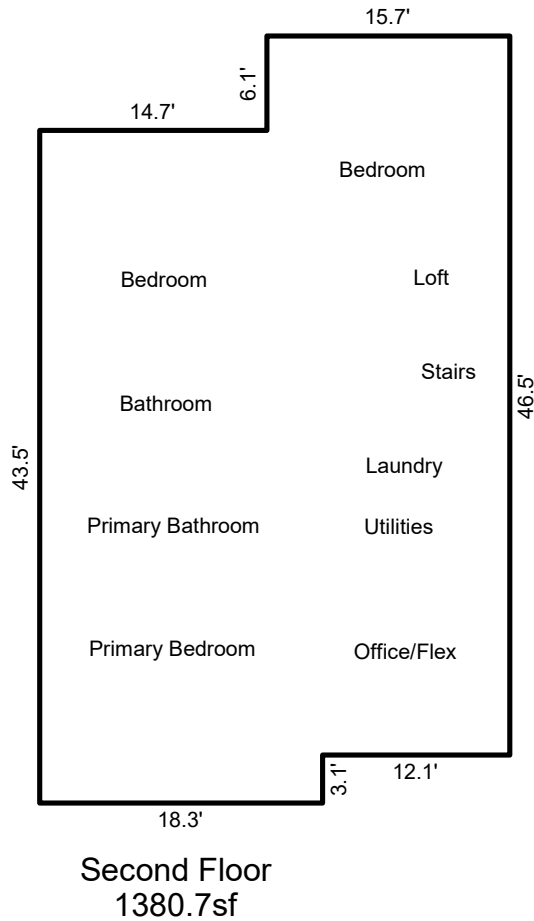 15.7'
6.1'
14.7'
Bedroom
Bedroom
Loft
Stairs
46.5'
Bathroom
43.5'
Laundry
Primary Bathroom
Utilities
Primary Bedroom
Office/Flex
3.1'
12.1'
18.3'
Second Floor
1380.7sf